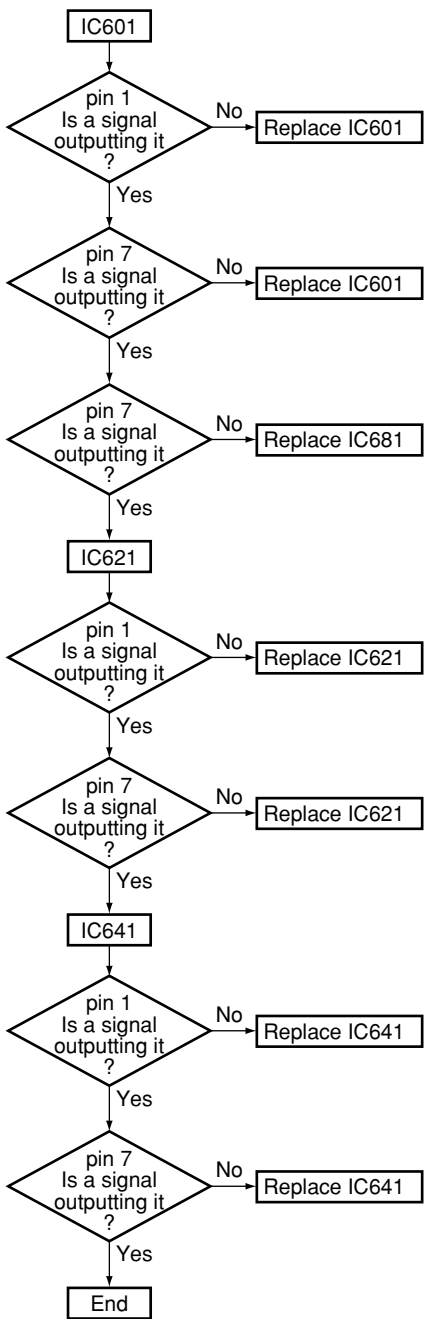 IC601
pin 1
Is a signal
outputting it
?
No
Replace IC601
Yes
pin 7
Is a signal
outputting it
?
No
Replace IC601
Yes
pin 7
Is a signal
outputting it
?
No
Replace IC681
Yes
IC621
pin 1
Is a signal
outputting it
?
No
Replace IC621
Yes
pin 7
Is a signal
outputting it
?
No
Replace IC621
Yes
IC641
pin 1
Is a signal
outputting it
?
No
Replace IC641
Yes
pin 7
Is a signal
outputting it
?
No
Replace IC641
Yes
End